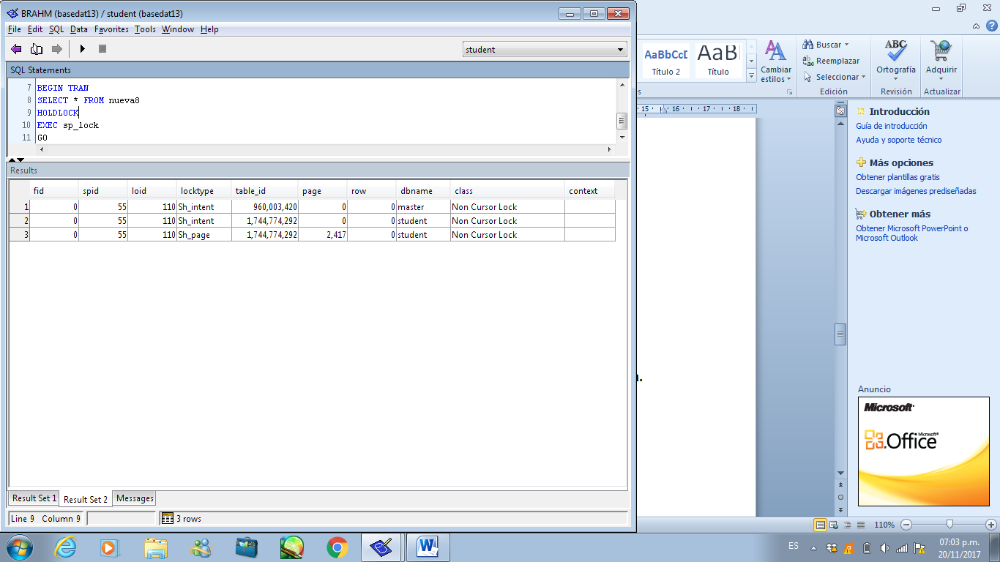 BRAHM (basedat13) / student (basedat13)
File Edit SQL Data Favorites Tools Window Help
student
SQL Statements
7 BEGIN TRAN
8 SELECT * FROM nueva8
9 HOLDLOCK
10 EXEC sp_lock
11 GO
Results
fid spid loid locktype table_id page row dbname class context
1 0 55 110 Sh_intent 960,003,420 0 0 master Non Cursor Lock
2 0 55 110 Sh_intent 1,744,774,292 0 0 student Non Cursor Lock
3 0 55 110 Sh_page 1,744,774,292 2,417 0 student Non Cursor Lock
Result Set 1 Result Set 2 Messages
Line 9 Column 9 3 rows
AaBbCcD AaB
Título 2 Título
Cambiar estilos
Buscar
Reemplazar
Seleccionar
Edición
ABC
Ortografía
Revisión
Adquirir
Actualizar
15 16 17 18
Introducción
Guía de introducción
Ayuda y soporte técnico
Más opciones
Obtener plantillas gratis
Descargar imágenes prediseñadas
Obtener más
Obtener Microsoft PowerPoint o
Microsoft Outlook
Anuncio
Microsoft
Microsoft
Office
110%
ES
07:03 p.m.
20/11/2017